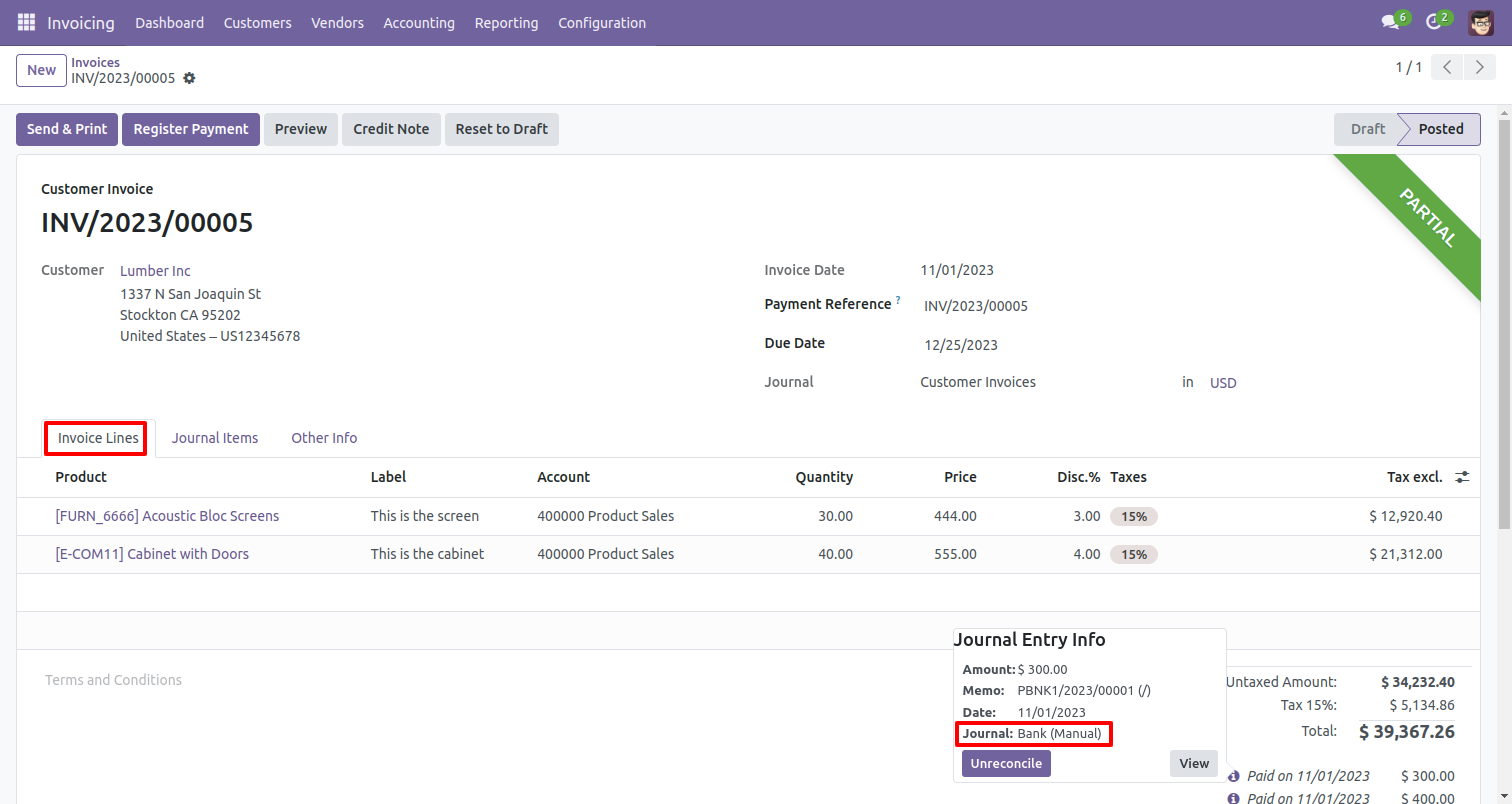 Invoicing Dashboard Customers Vendors Accounting Reporting Configuration 6 2
New Invoices
INV/2023/00005
1 / 1
Send & Print Register Payment Preview Credit Note Reset to Draft Draft Posted
PARTIAL
Customer Invoice
INV/2023/00005
Customer Lumber Inc
1337 N San Joaquin St
Stockton CA 95202
United States – US12345678
Invoice Date 11/01/2023
Payment Reference ? INV/2023/00005
Due Date 12/25/2023
Journal Customer Invoices in USD
Invoice Lines Journal Items Other Info
Product Label Account Quantity Price Disc.% Taxes Tax excl.
[FURN_6666] Acoustic Bloc Screens This is the screen 400000 Product Sales 30.00 444.00 3.00 15% $ 12,920.40
[E-COM11] Cabinet with Doors This is the cabinet 400000 Product Sales 40.00 555.00 4.00 15% $ 21,312.00
Terms and Conditions
Journal Entry Info
Amount: $ 300.00
Memo: PBNK1/2023/00001 (/)
Date: 11/01/2023
Journal: Bank (Manual)
Unreconcile View
Untaxed Amount: $ 34,232.40
Tax 15%: $ 5,134.86
Total: $ 39,367.26
Paid on 11/01/2023 $ 300.00
Paid on 11/01/2023 $ 400.00